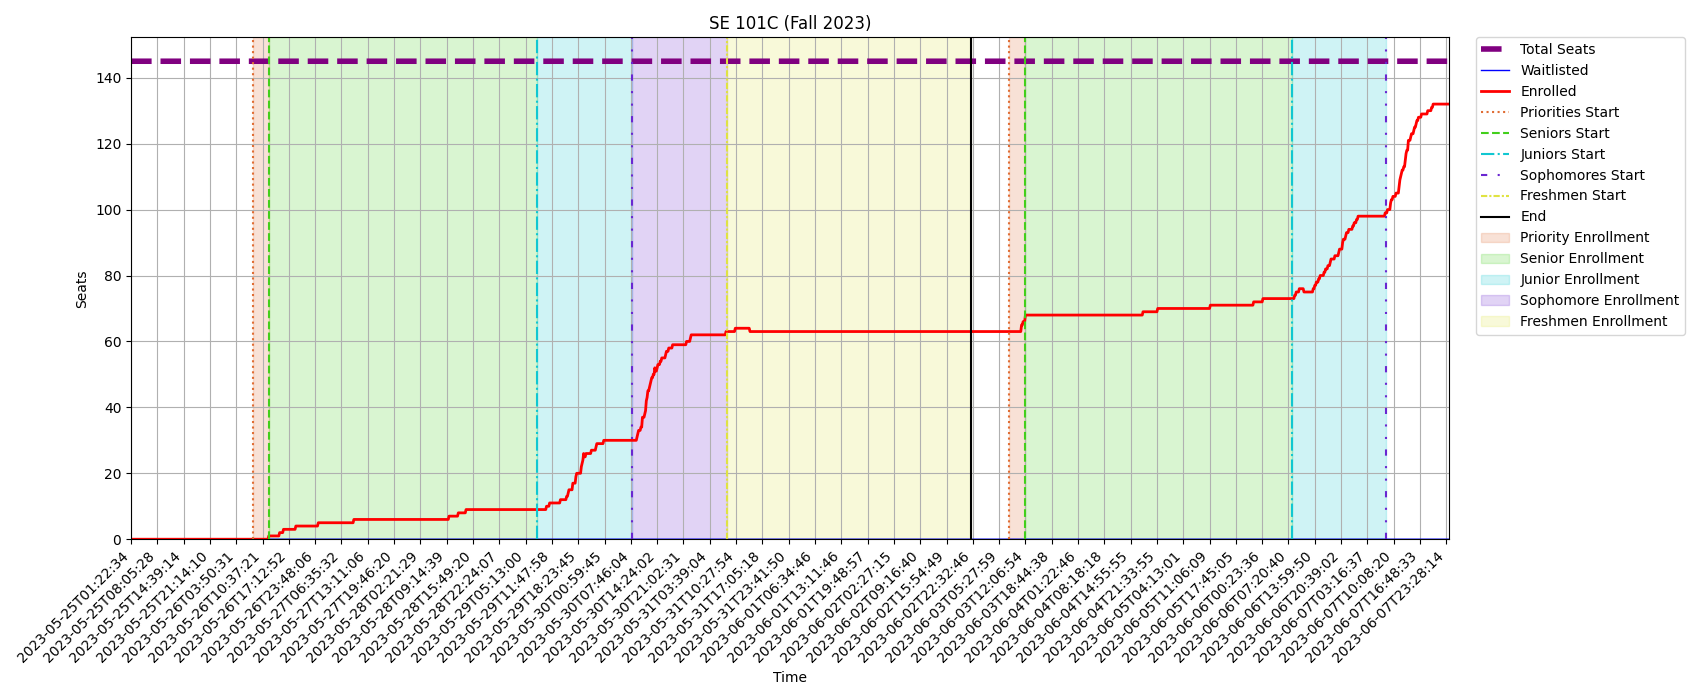 SE 101C (Fall 2023)
Seats
140
120
100
80
60
40
20
0
2023-05-25T01:22:34
2023-05-25T08:05:28
2023-05-25T14:39:14
2023-05-25T21:14:10
2023-05-26T03:50:31
2023-05-26T10:37:21
2023-05-26T17:12:52
2023-05-26T23:48:06
2023-05-27T06:35:32
2023-05-27T13:11:06
2023-05-27T19:46:20
2023-05-28T02:21:29
2023-05-28T09:14:39
2023-05-28T15:49:20
2023-05-28T22:24:07
2023-05-29T05:13:00
2023-05-29T11:47:58
2023-05-29T18:23:45
2023-05-30T00:59:45
2023-05-30T07:46:04
2023-05-30T14:24:02
2023-05-30T21:02:31
2023-05-31T03:39:04
2023-05-31T10:27:54
2023-05-31T17:05:18
2023-05-31T23:41:50
2023-06-01T06:34:46
2023-06-01T13:11:46
2023-06-01T19:48:57
2023-06-02T02:27:15
2023-06-02T09:16:40
2023-06-02T15:54:49
2023-06-02T22:32:46
2023-06-03T05:27:59
2023-06-03T12:06:54
2023-06-03T18:44:38
2023-06-04T01:22:46
2023-06-04T08:18:18
2023-06-04T14:55:55
2023-06-04T21:33:55
2023-06-05T04:13:01
2023-06-05T11:06:09
2023-06-05T17:45:05
2023-06-06T00:23:36
2023-06-06T07:20:40
2023-06-06T13:59:50
2023-06-06T20:39:02
2023-06-07T03:16:37
2023-06-07T10:08:20
2023-06-07T16:48:33
2023-06-07T23:28:14
Time
Total Seats
Waitlisted
Enrolled
Priorities Start
Seniors Start
Juniors Start
Sophomores Start
Freshmen Start
End
Priority Enrollment
Senior Enrollment
Junior Enrollment
Sophomore Enrollment
Freshmen Enrollment